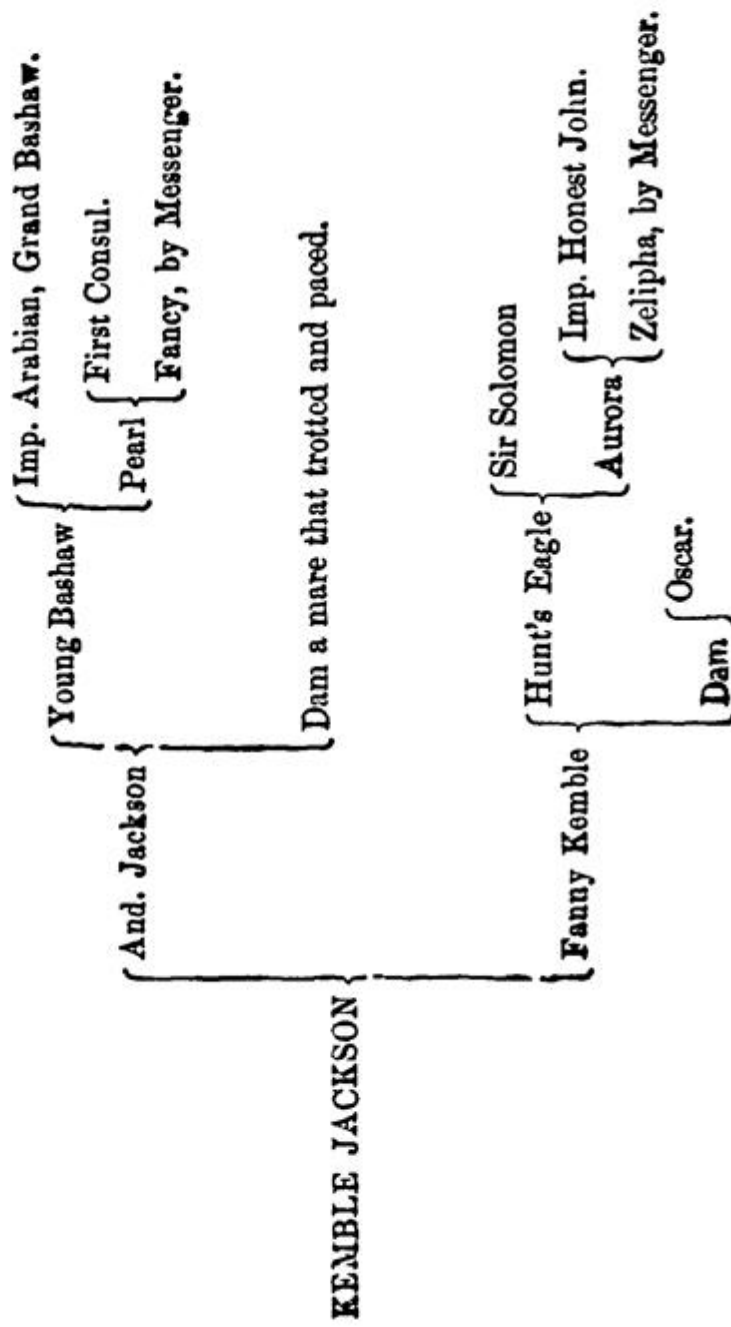 KEMBLE JACKSON
And. Jackson
Young Bashaw
Imp. Arabian, Grand Bashaw.
Pearl
First Consul.
Fancy, by Messenger.
Dam a mare that trotted and paced.
Fanny Kemble
Hunt's Eagle
Sir Solomon
Aurora
Imp. Honest John.
Zelipha, by Messenger.
Dam
Oscar.